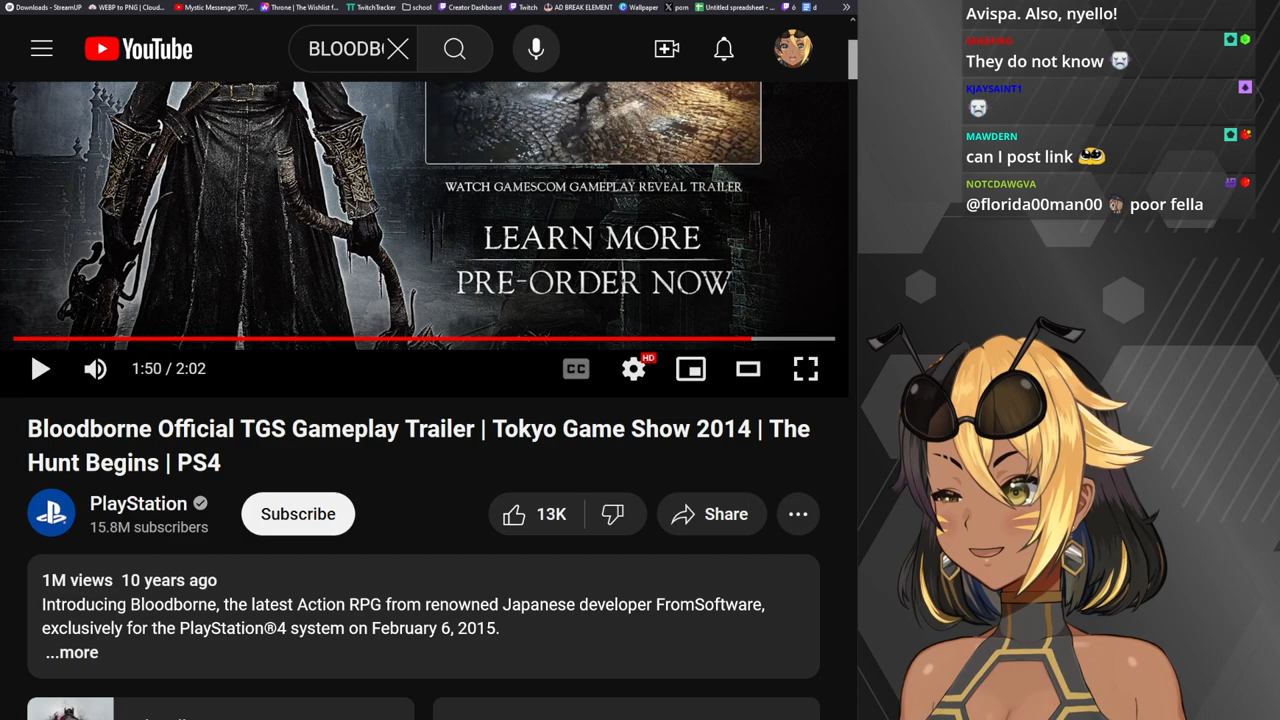 Downloads - StreamUP
WEBP to PNG | Cloud...
Mystic Messenger 707,...
Throne | The Wishlist f...
TwitchTracker
school
Creator Dashboard
Twitch
AD BREAK ELEMENT
Wallpaper
porn
Untitled spreadsheet -...
6
d
YouTube
BLOODB
WATCH GAMESCOM GAMEPLAY REVEAL TRAILER
LEARN MORE
PRE-ORDER NOW
1:50 / 2:02
CC
HD
Bloodborne Official TGS Gameplay Trailer | Tokyo Game Show 2014 | The
Hunt Begins | PS4
PlayStation
15.8M subscribers
Subscribe
13K
Share
1M views 10 years ago
Introducing Bloodborne, the latest Action RPG from renowned Japanese developer FromSoftware,
exclusively for the PlayStation®4 system on February 6, 2015.
...more
Avispa. Also, nyello!
They do not know
KJAYSAINT1
MAWDERN
can I post link
NOTCDAWGVA
@florida00man00 poor fella